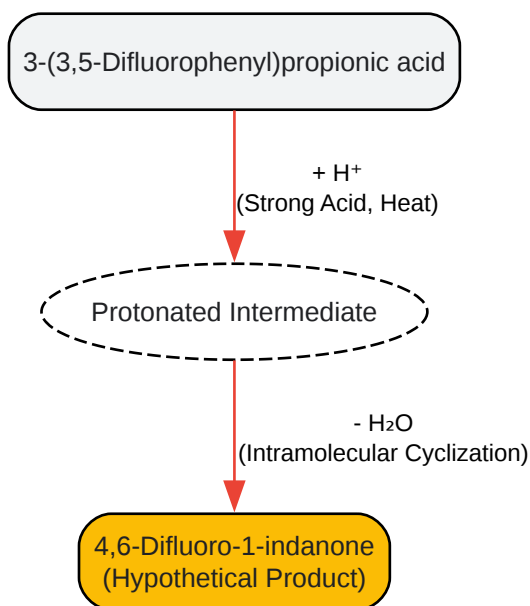 3-(3,5-Difluorophenyl)propionic acid
+ H⁺
(Strong Acid, Heat)
Protonated Intermediate
- H₂O
(Intramolecular Cyclization)
4,6-Difluoro-1-indanone
(Hypothetical Product)